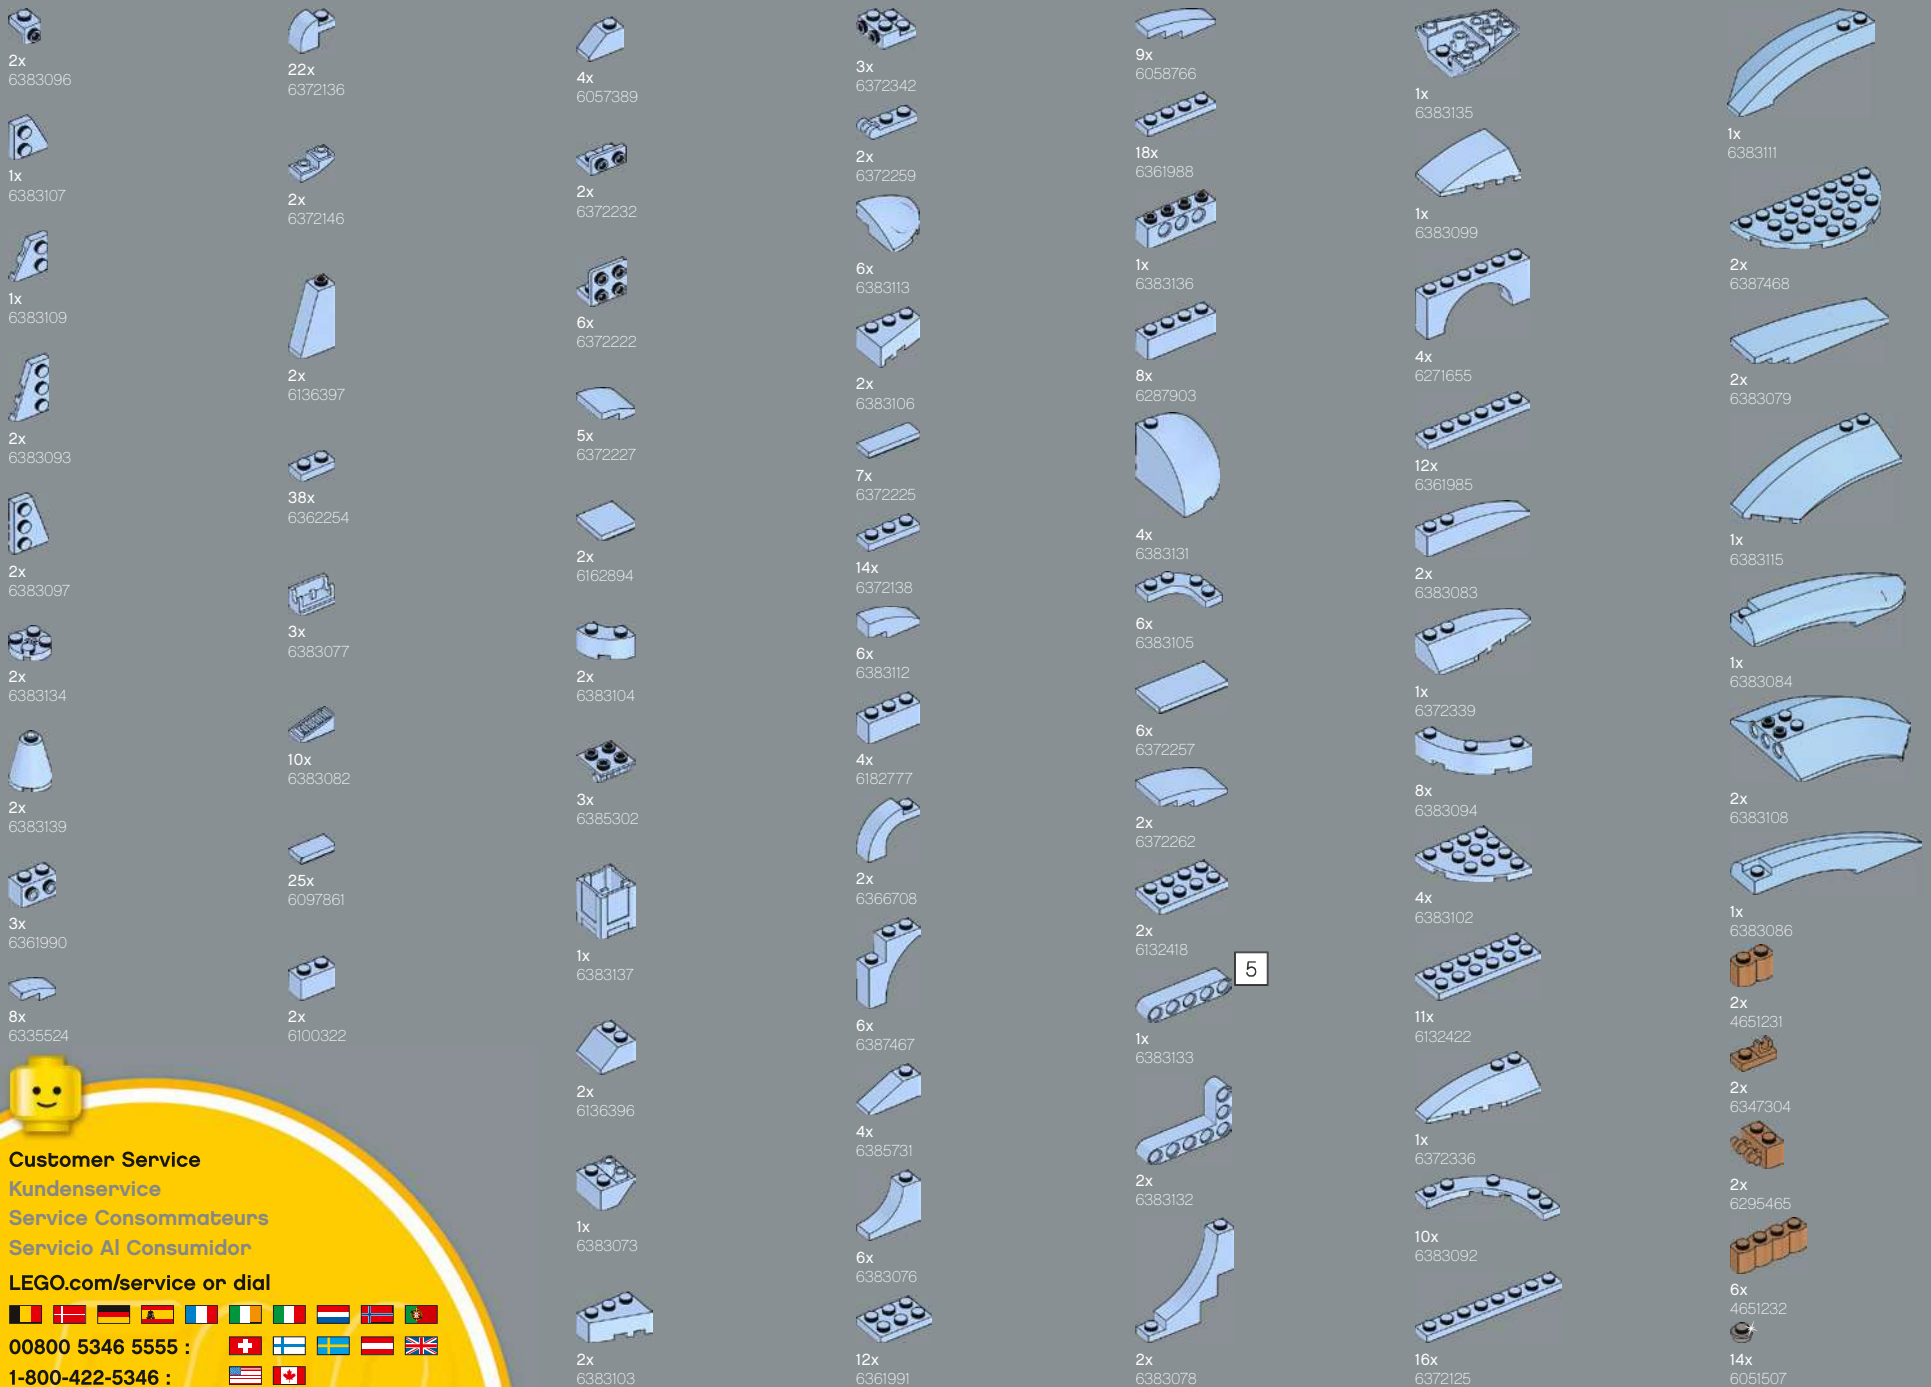 2x
6383096
1x
6383107
1x
6383109
2x
6383093
2x
6383097
2x
6383134
2x
6383139
3x
6361990
8x
6335524
22x
6372136
2x
6372146
2x
6136397
38x
6362254
3x
6383077
10x
6383082
25x
6097861
2x
6100322
4x
6057389
2x
6372232
6x
6372222
5x
6372227
2x
6162894
2x
6383104
3x
6385302
1x
6383137
2x
6136396
1x
6383073
2x
6383103
3x
6372342
2x
6372259
6x
6383113
2x
6383106
7x
6372225
14x
6372138
6x
6383112
4x
6182777
2x
6366708
6x
6387467
4x
6385731
6x
6383076
12x
6361991
9x
6058766
18x
6361988
1x
6383136
8x
6287903
4x
6383131
6x
6383105
6x
6372257
2x
6372262
2x
6132418
5
1x
6383133
2x
6383132
2x
6383078
1x
6383135
1x
6383099
4x
6271655
12x
6361985
2x
6383083
1x
6372339
8x
6383094
4x
6383102
11x
6132422
1x
6372336
10x
6383092
16x
6372125
1x
6383111
2x
6387468
2x
6383079
1x
6383115
1x
6383084
2x
6383108
1x
6383086
2x
4651231
2x
6347304
2x
6295465
6x
4651232
14x
6051507
Customer Service
Kundenservice
Service Consommateurs
Servicio Al Consumidor
LEGO.com/service or dial
00800 5346 5555 :
1-800-422-5346 :